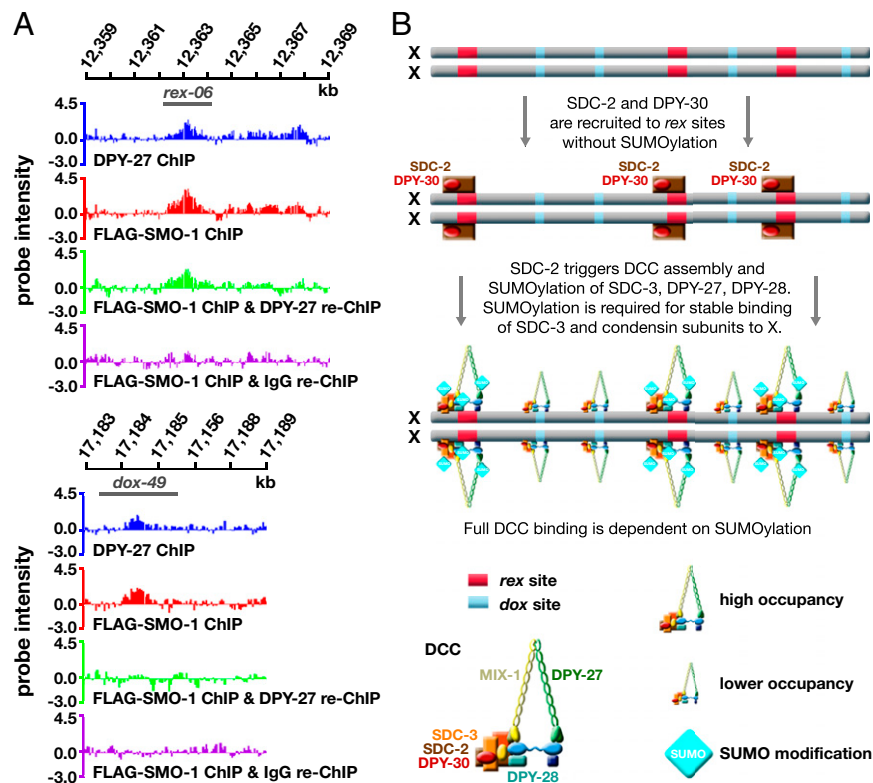 A
12,359
12,361
12,363
12,365
12,367
12,369
kb
rex-06
probe intensity
4.5
0.0
-3.0
DPY-27 ChIP
4.5
0.0
-3.0
FLAG-SMO-1 ChIP
4.5
0.0
-3.0
FLAG-SMO-1 ChIP & DPY-27 re-ChIP
4.5
0.0
-3.0
FLAG-SMO-1 ChIP & IgG re-ChIP
17,183
17,184
17,185
17,156
17,188
17,189
kb
dox-49
probe intensity
4.5
0.0
-3.0
DPY-27 ChIP
4.5
0.0
-3.0
FLAG-SMO-1 ChIP
4.5
0.0
-3.0
FLAG-SMO-1 ChIP & DPY-27 re-ChIP
4.5
0.0
-3.0
FLAG-SMO-1 ChIP & IgG re-ChIP
B
X
X
SDC-2 and DPY-30
are recruited to rex sites
without SUMOylation
SDC-2
DPY-30
SDC-2
DPY-30
SDC-2
DPY-30
X
X
SDC-2 triggers DCC assembly and
SUMOylation of SDC-3, DPY-27, DPY-28.
SUMOylation is required for stable binding
of SDC-3 and condensin subunits to X.
X
X
Full DCC binding is dependent on SUMOylation
rex site
dox site
high occupancy
lower occupancy
SUMO
SUMO modification
DCC
MIX-1
DPY-27
SDC-3
SDC-2
DPY-30
DPY-28